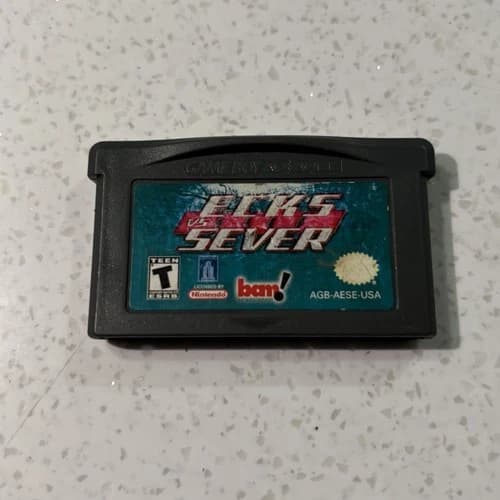 GAME BOY ADVANCE
ECKS
VS
SEVER
TEEN
T
ESRB
LICENSED BY
Nintendo
bam!
AGB-AESE-USA